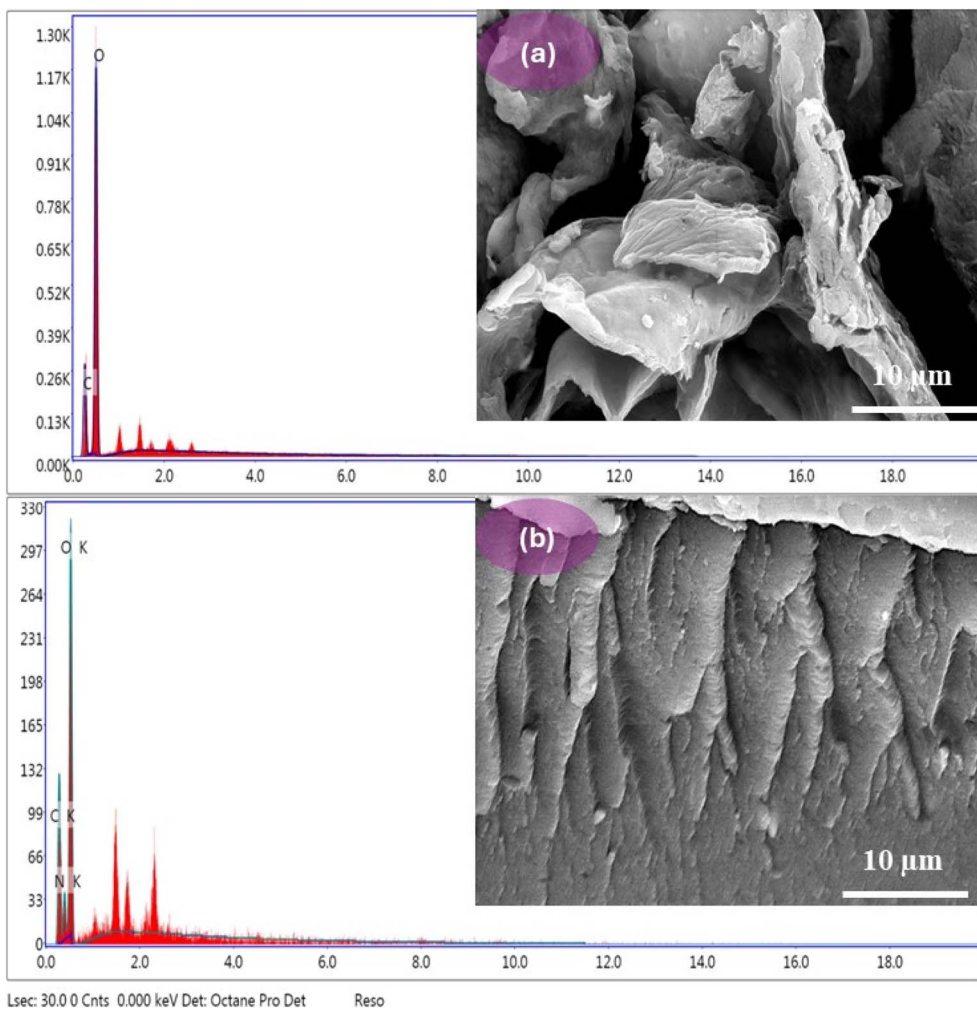 1.30K
(a)
O
1.17K
1.04K
0.91K
0.78K
0.65K
0.52K
0.39K
0.26K
C
10 µm
0.13K
0.00K
0.0 2.0 4.0 6.0 8.0 10.0 12.0 14.0 16.0 18.0
330
(b)
O K
297
264
231
198
165
132
99
C K
66
10 µm
N K
33
0
0.0 2.0 4.0 6.0 8.0 10.0 12.0 14.0 16.0 18.0
Lsec: 30.0 0 Cnts 0.000 keV Det: Octane Pro Det Reso